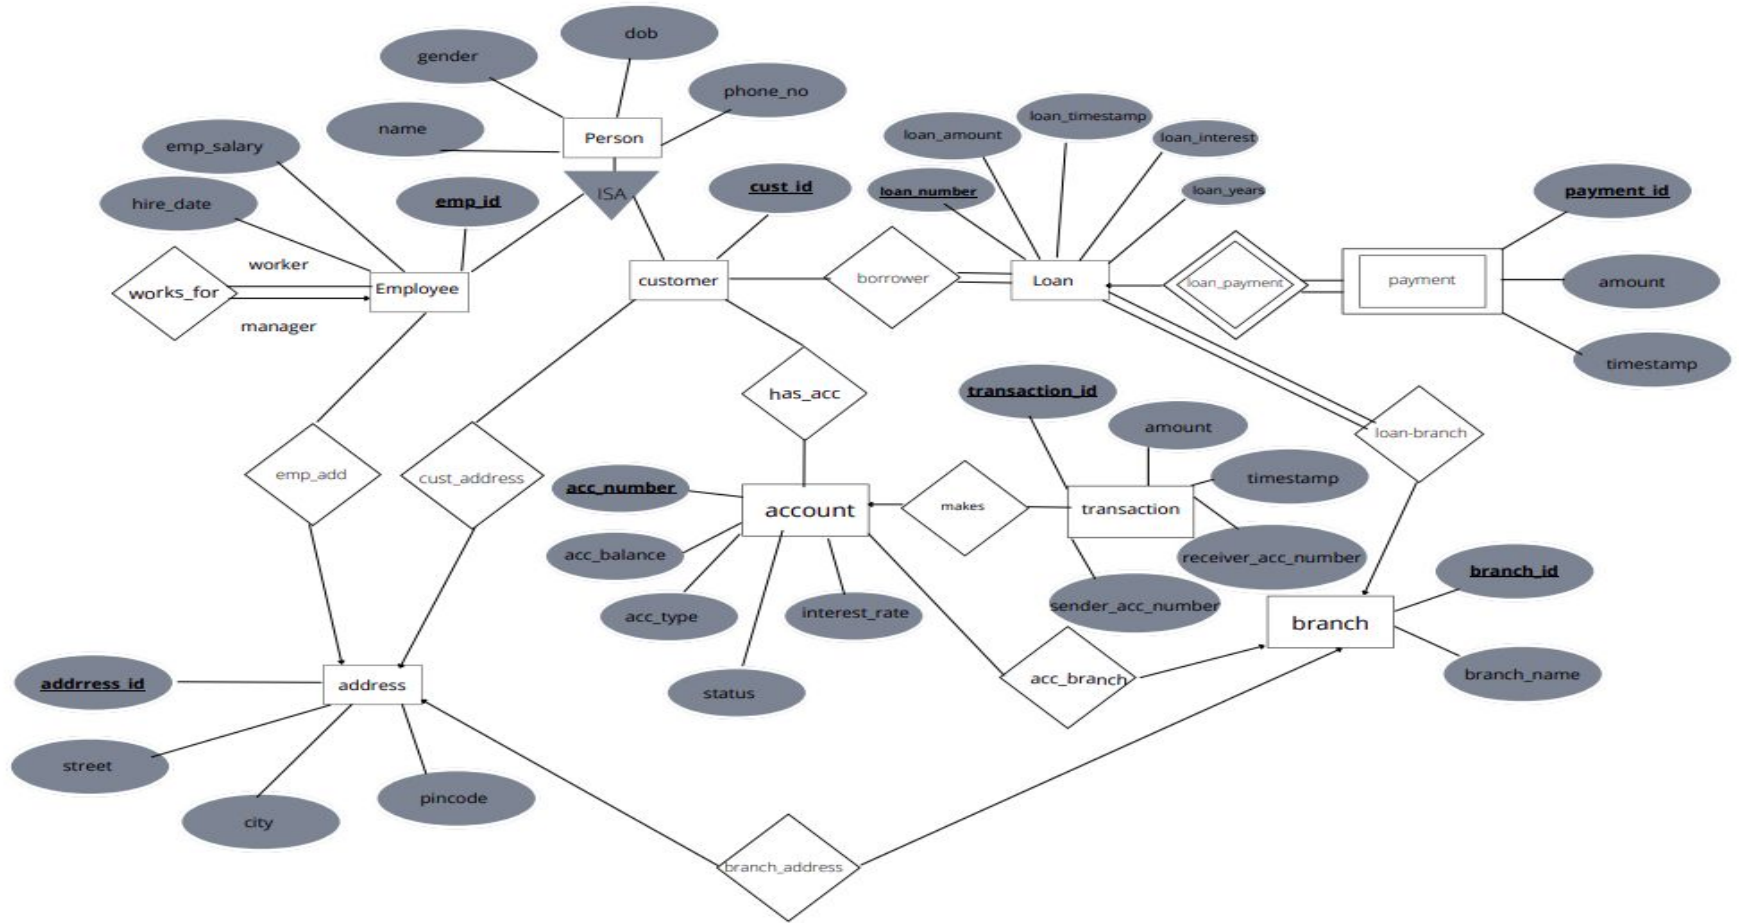 dob
gender
phone_no
name
Person
emp_salary
ISA
cust_id
emp_id
hire_date
worker
works_for
Employee
manager
customer
borrower
loan_amount
loan_timestamp
loan_interest
loan_number
loan_years
Loan
loan_payment
payment
payment_id
amount
timestamp
has_acc
transaction_id
amount
timestamp
loan-branch
emp_add
cust_address
acc_number
account
makes
transaction
receiver_acc_number
sender_acc_number
acc_balance
acc_type
interest_rate
status
branch_id
branch
branch_name
acc_branch
addrress_id
address
street
city
pincode
branch_address